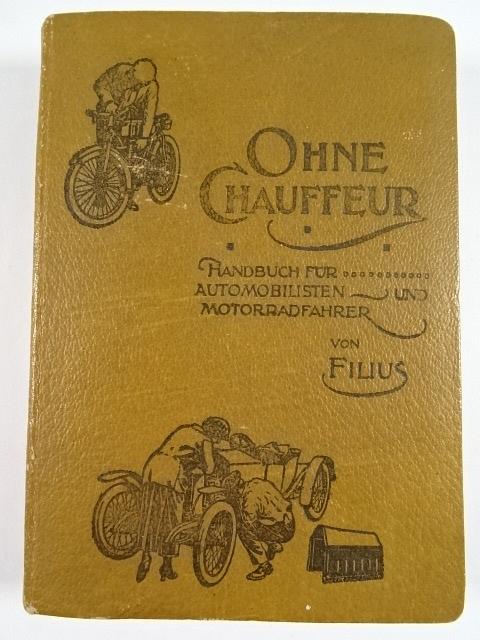 OHNE
CHAUFFEUR
HANDBUCH FÜR
AUTOMOBILISTEN UND
MOTORRADFAHRER
VON
FILIUS